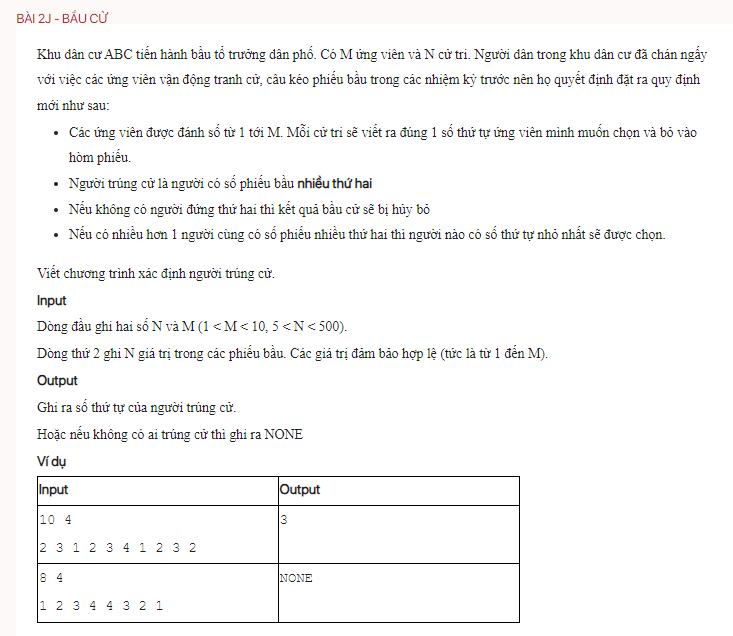 BÀI 2J - BẦU CỬ
Khu dân cư ABC tiến hành bầu tổ trưởng dân phố. Có M ứng viên và N cử tri. Người dân trong khu dân cư đã chán ngấy
với việc các ứng viên vận động tranh cử, câu kéo phiếu bầu trong các nhiệm kỳ trước nên họ quyết định đặt ra quy định
mới như sau:
• Các ứng viên được đánh số từ 1 tới M. Mỗi cử tri sẽ viết ra đúng 1 số thứ tự ứng viên mình muốn chọn và bỏ vào
hòm phiếu.
• Người trúng cử là người có số phiếu bầu nhiều thứ hai
• Nếu không có người đứng thứ hai thì kết quả bầu cử sẽ bị hủy bỏ
• Nếu có nhiều hơn 1 người cùng có số phiếu nhiều thứ hai thì người nào có số thứ tự nhỏ nhất sẽ được chọn.
Viết chương trình xác định người trúng cử.
Input
Dòng đầu ghi hai số N và M (1 < M < 10, 5 < N < 500).
Dòng thứ 2 ghi N giá trị trong các phiếu bầu. Các giá trị đảm bảo hợp lệ (tức là từ 1 đến M).
Output
Ghi ra số thứ tự của người trúng cử.
Hoặc nếu không có ai trúng cử thì ghi ra NONE
Ví dụ
Input Output
10 4 3
2 3 1 2 3 4 1 2 3 2
8 4 NONE
1 2 3 4 4 3 2 1